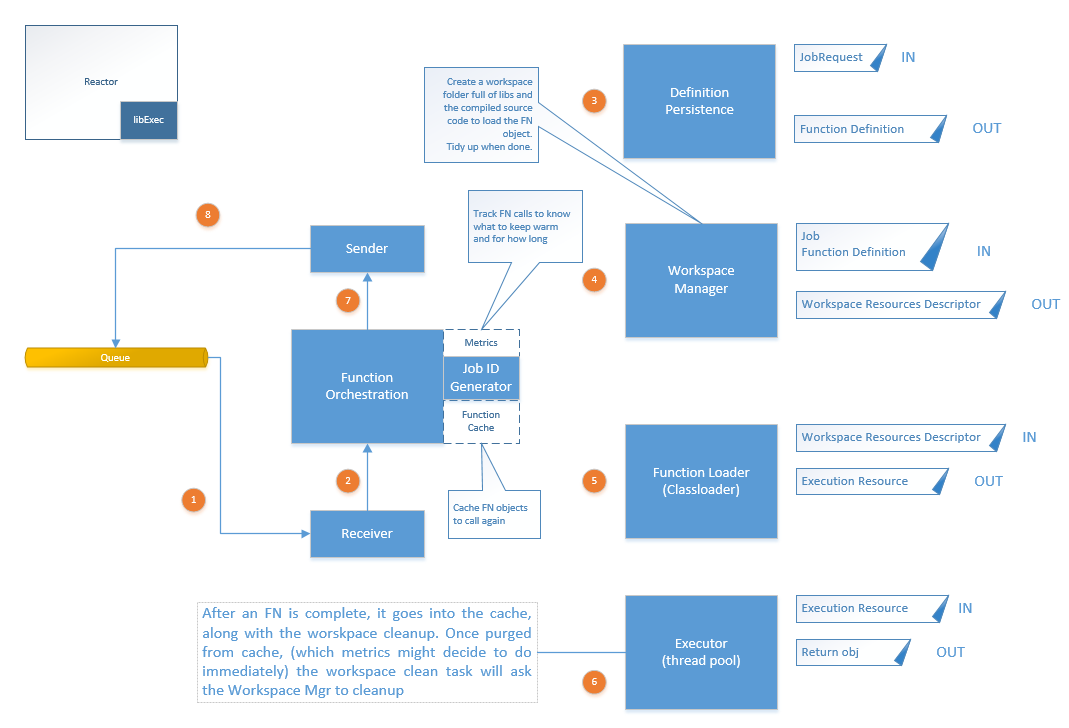 Reactor
libExec
Create a workspace
folder full of libs and
the compiled source
code to load the FN
object.
Tidy up when done.
3
Definition
Persistence
JobRequest
IN
Function Definition
OUT
8
Sender
Track FN calls to know
what to keep warm
and for how long
4
Workspace
Manager
Job
Function Definition
IN
Workspace Resources Descriptor
OUT
7
Queue
Function
Orchestration
Metrics
Job ID
Generator
Function
Cache
1
2
Receiver
Cache FN objects
to call again
5
Function Loader
(Classloader)
Workspace Resources Descriptor
IN
Execution Resource
OUT
After an FN is complete, it goes into the cache,
along with the worskpace cleanup. Once purged
from cache, (which metrics might decide to do
immediately) the workspace clean task will ask
the Workspace Mgr to cleanup
6
Executor
(thread pool)
Execution Resource
IN
Return obj
OUT